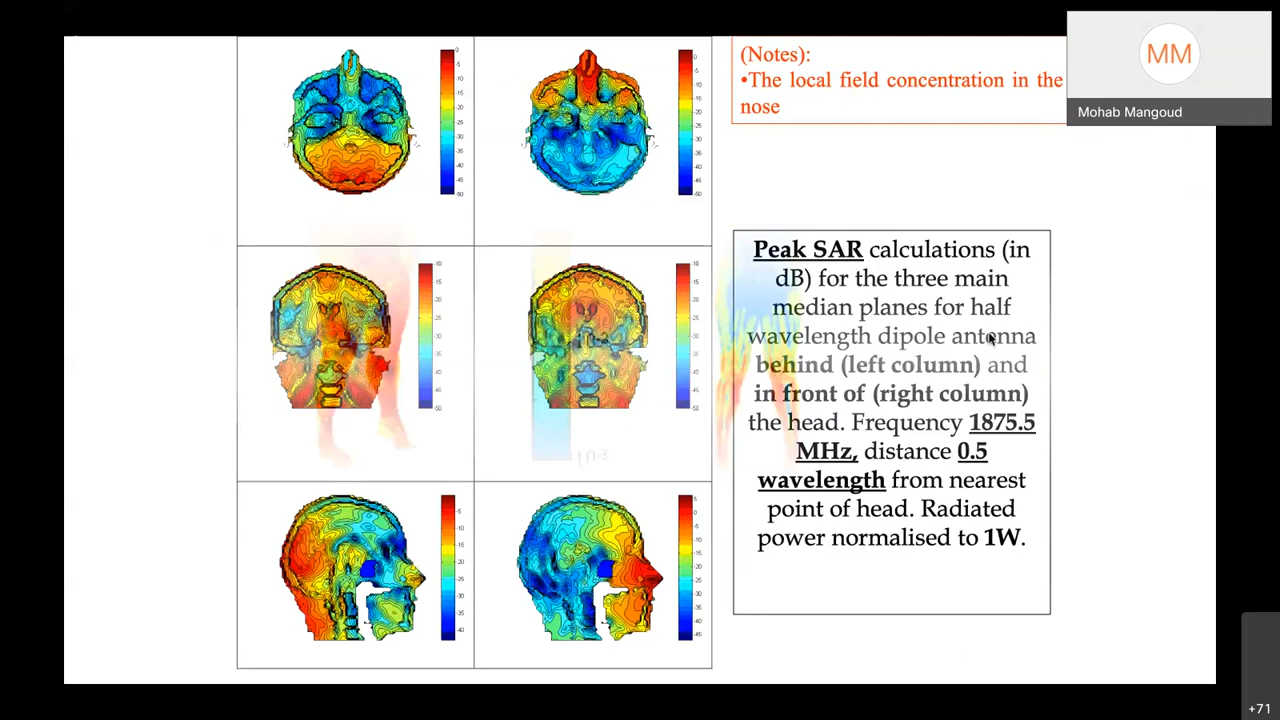 (Notes):
•The local field concentration in the
nose
MM
Mohab Mangoud
Peak SAR calculations (in
dB) for the three main
median planes for half
wavelength dipole antenna
behind (left column) and
in front of (right column)
the head. Frequency 1875.5
MHz, distance 0.5
wavelength from nearest
point of head. Radiated
power normalised to 1W.
+71